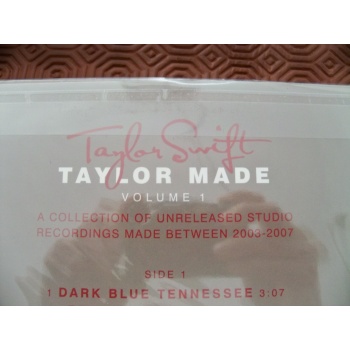 Taylor Swift
TAYLOR MADE
VOLUME 1
A COLLECTION OF UNRELEASED STUDIO
RECORDINGS MADE BETWEEN 2003-2007
SIDE 1
1 DARK BLUE TENNESSEE 3:07